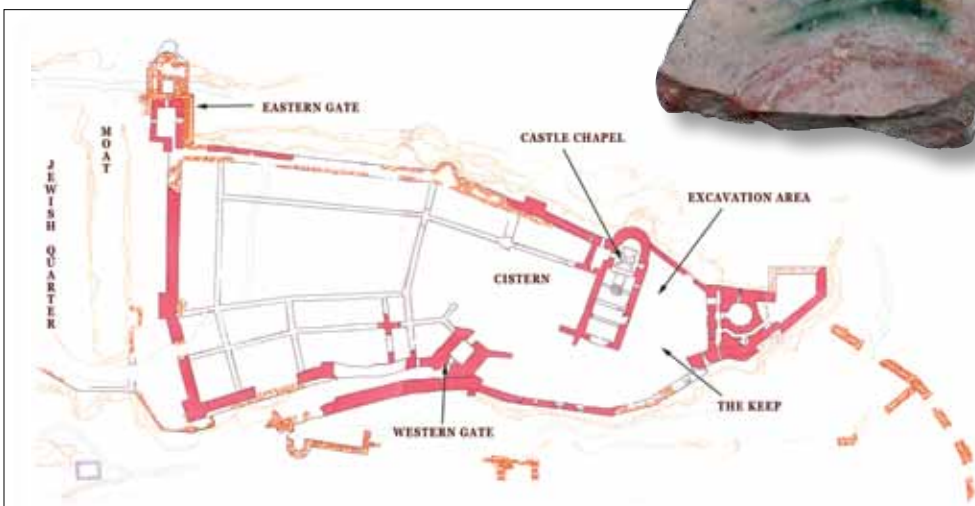 EASTERN GATE
MOAT
JEWISH QUARTER
CASTLE CHAPEL
EXCAVATION AREA
CISTERN
THE KEEP
WESTERN GATE